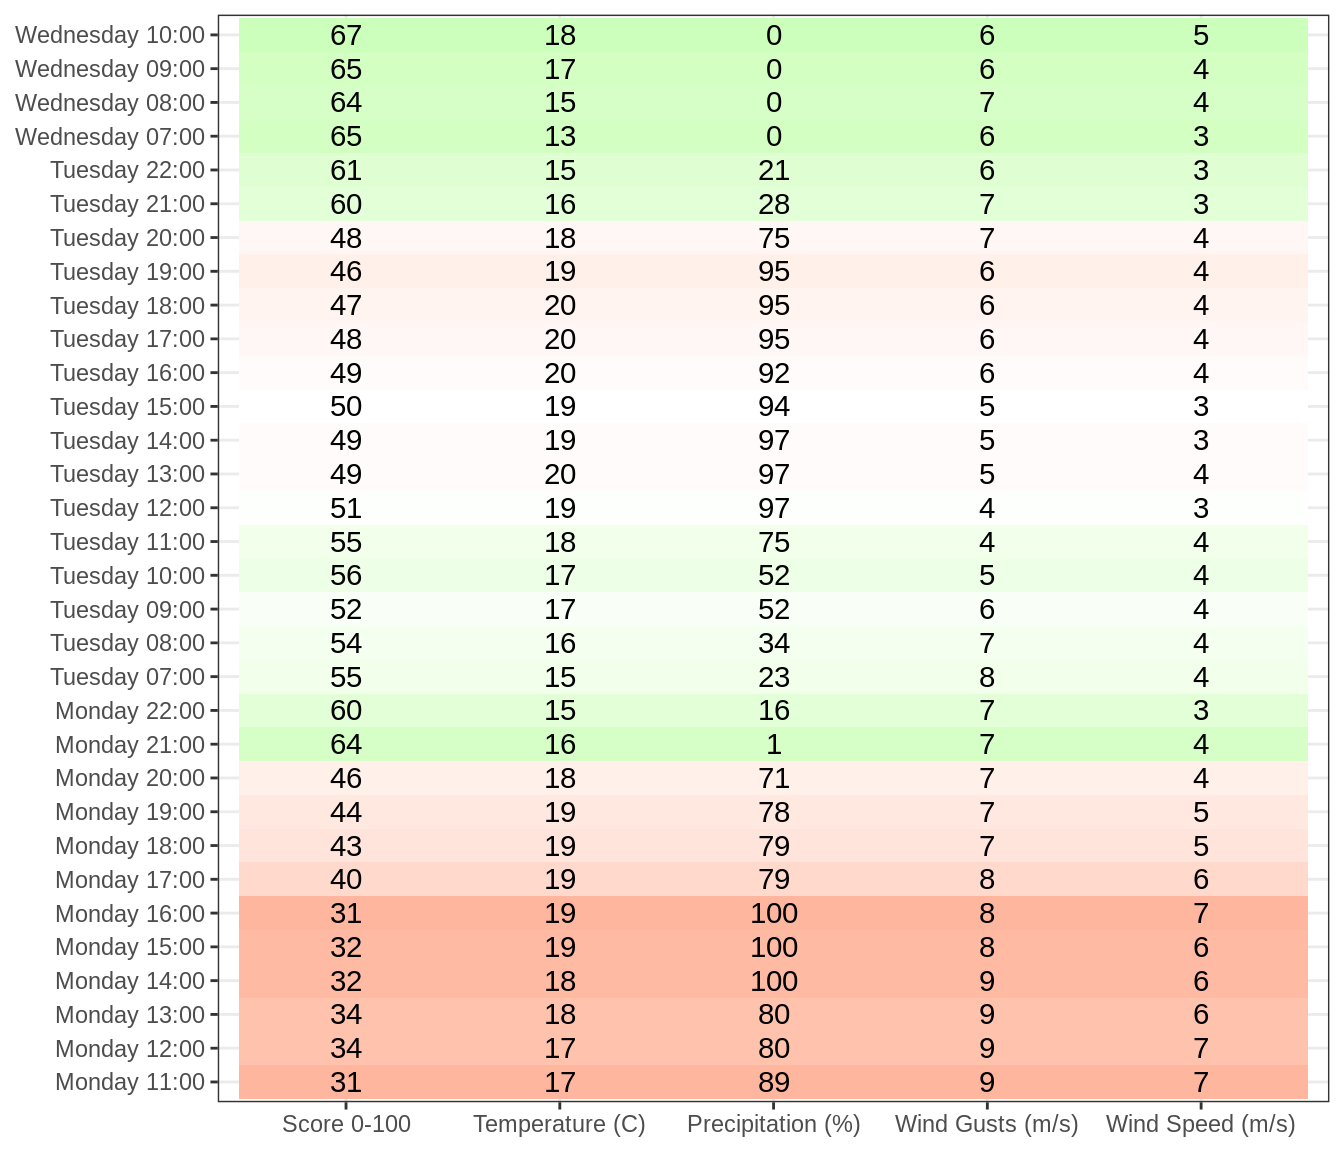 Wednesday 10:00 67 18 0 6 5
Wednesday 09:00 65 17 0 6 4
Wednesday 08:00 64 15 0 7 4
Wednesday 07:00 65 13 0 6 3
Tuesday 22:00 61 15 21 6 3
Tuesday 21:00 60 16 28 7 3
Tuesday 20:00 48 18 75 7 4
Tuesday 19:00 46 19 95 6 4
Tuesday 18:00 47 20 95 6 4
Tuesday 17:00 48 20 95 6 4
Tuesday 16:00 49 20 92 6 4
Tuesday 15:00 50 19 94 5 3
Tuesday 14:00 49 19 97 5 3
Tuesday 13:00 49 20 97 5 4
Tuesday 12:00 51 19 97 4 3
Tuesday 11:00 55 18 75 4 4
Tuesday 10:00 56 17 52 5 4
Tuesday 09:00 52 17 52 6 4
Tuesday 08:00 54 16 34 7 4
Tuesday 07:00 55 15 23 8 4
Monday 22:00 60 15 16 7 3
Monday 21:00 64 16 1 7 4
Monday 20:00 46 18 71 7 4
Monday 19:00 44 19 78 7 5
Monday 18:00 43 19 79 7 5
Monday 17:00 40 19 79 8 6
Monday 16:00 31 19 100 8 7
Monday 15:00 32 19 100 8 6
Monday 14:00 32 18 100 9 6
Monday 13:00 34 18 80 9 6
Monday 12:00 34 17 80 9 7
Monday 11:00 31 17 89 9 7
Score 0-100 Temperature (C) Precipitation (%) Wind Gusts (m/s) Wind Speed (m/s)